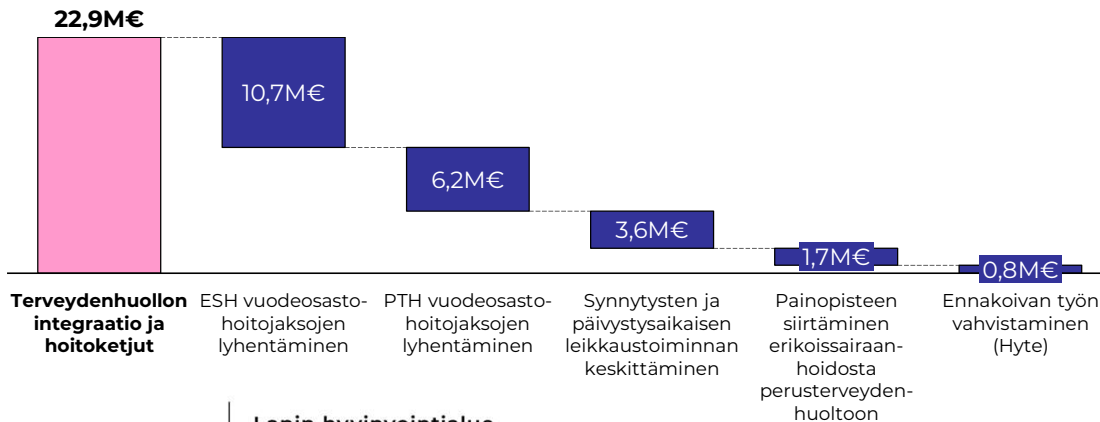 22,9M€
10,7M€
6,2M€
3,6M€
1,7M€
0,8M€
Terveydenhuollon
integraatio ja
hoitoketjut
ESH vuodeosasto-
hoitojaksojen
lyhentäminen
PTH vuodeosasto-
hoitojaksojen
lyhentäminen
Synnytysten ja
päivystysaikaisen
leikkaustoiminnan
keskittäminen
Painopisteen
siirtäminen
erikoissairaan-
hoidosta
perusterveyden-
huoltoon
Ennakoivan työn
vahvistaminen
(Hyte)
Lapin hyvinvointialue